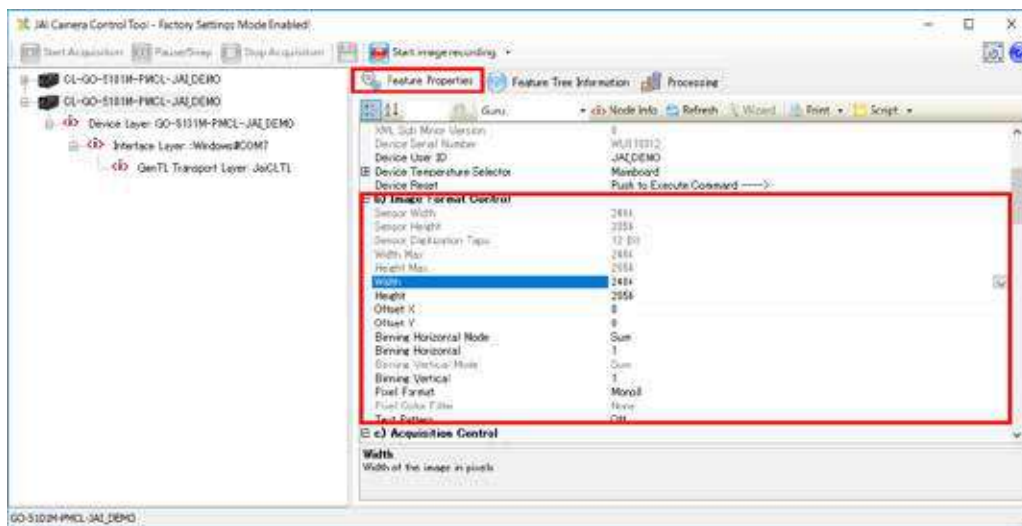 JAI Camera Control Tool - Factory Settings Mode Enabled!
Start Acquisition Pause/Snap Stop Acquisition Start image recording
Feature Properties Feature Tree Information Processing
Guru Node Info Refresh Wizard Print Script
CL-GO-5101M-PMCL-JAI_DEMO
CL-GO-5101M-PMCL-JAI_DEMO
Device Layer: GO-5101M-PMCL-JAI_DEMO
Interface Layer :Windows#COM7
GenTL Transport Layer: JaiCLTL
XML Sub Minor Version
Device Serial Number
Device User ID JAI_DEMO
Device Temperature Selector Mainboard
Device Reset Push to Execute Command ---->
b) Image Format Control
Sensor Width
Sensor Height
Sensor Digitization Taps
Width Max
Height Max
Width
Height 2056
Offset X 0
Offset Y 0
Binning Horizontal Mode Sum
Binning Horizontal 1
Binning Vertical Mode Sum
Binning Vertical 1
Pixel Format Mono8
Pixel Color Filter None
Test Pattern Off
c) Acquisition Control
Width
Width of the image in pixels
GO-5101M-PMCL-JAI_DEMO